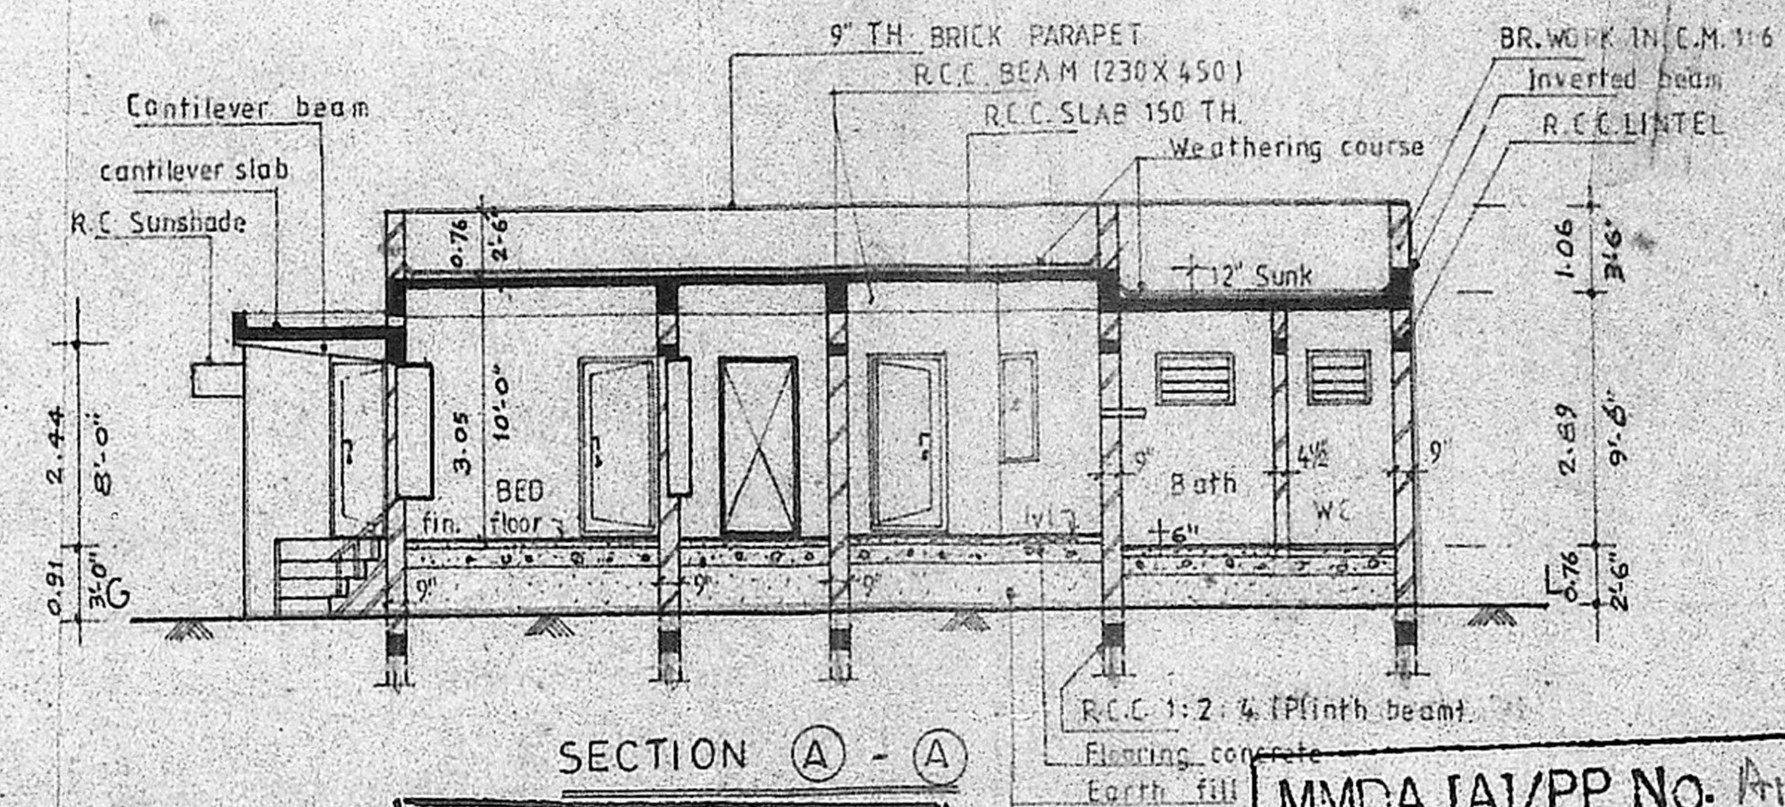 9" TH. BRICK PARAPET
R.C.C. BEAM (230X450)
R.C.C. SLAB 150 TH.
Weathering course
BR. WORK IN C.M. 1:6
Inverted beam
R.C.C. LINTEL
Cantilever beam
cantilever slab
R.C Sunshade
0.76
2'-6"
12" Sunk
1.06
3'-6"
2.44
8'-0"
3.05
10'-0"
BED
fin. floor
lvl
Bath
WC
9"
4½"
9"
6"
2.89
9'-6"
0.91
3'-0"
G
9"
9"
9"
0.76
2'-6"
R.C.C. 1:2:4 (Plinth beam).
Flooring concrete
Earth fill
SECTION A - A
MMDA [A]/PP No.